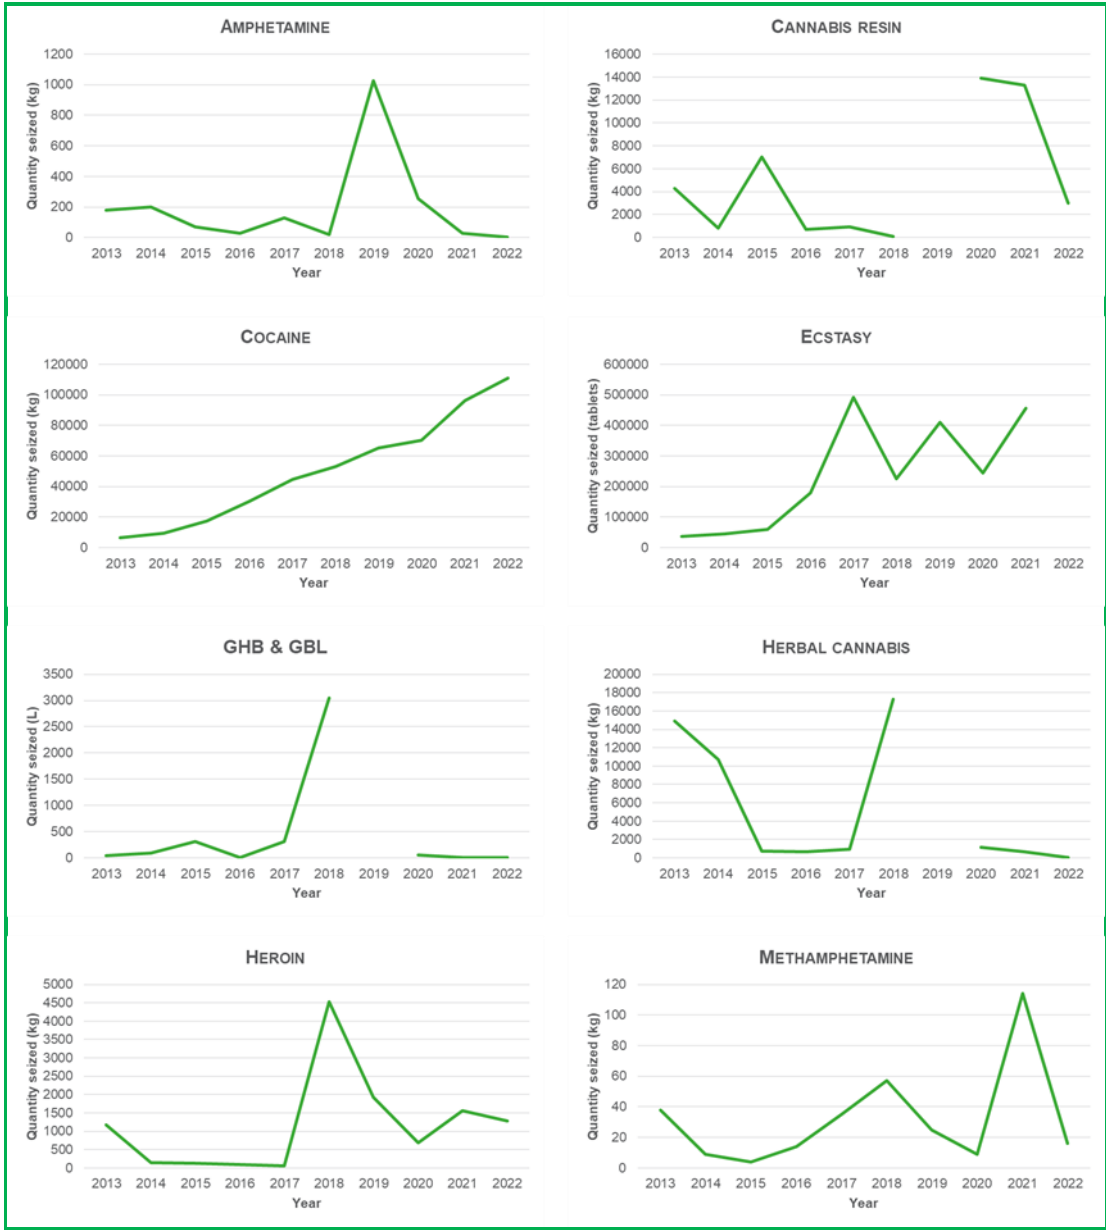 AMPHETAMINE
Quantity seized (kg)
1200
1000
800
600
400
200
0
2013 2014 2015 2016 2017 2018 2019 2020 2021 2022
Year
CANNABIS RESIN
Quantity seized (kg)
16000
14000
12000
10000
8000
6000
4000
2000
0
2013 2014 2015 2016 2017 2018 2019 2020 2021 2022
Year
COCAINE
Quantity seized (kg)
120000
100000
80000
60000
40000
20000
0
2013 2014 2015 2016 2017 2018 2019 2020 2021 2022
Year
ECSTASY
Quantity seized (tablets)
600000
500000
400000
300000
200000
100000
0
2013 2014 2015 2016 2017 2018 2019 2020 2021 2022
Year
GHB & GBL
Quantity seized (L)
3500
3000
2500
2000
1500
1000
500
0
2013 2014 2015 2016 2017 2018 2019 2020 2021 2022
Year
HERBAL CANNABIS
Quantity seized (kg)
20000
18000
16000
14000
12000
10000
8000
6000
4000
2000
0
2013 2014 2015 2016 2017 2018 2019 2020 2021 2022
Year
HEROIN
Quantity seized (kg)
5000
4500
4000
3500
3000
2500
2000
1500
1000
500
0
2013 2014 2015 2016 2017 2018 2019 2020 2021 2022
Year
METHAMPHETAMINE
Quantity seized (kg)
120
100
80
60
40
20
0
2013 2014 2015 2016 2017 2018 2019 2020 2021 2022
Year